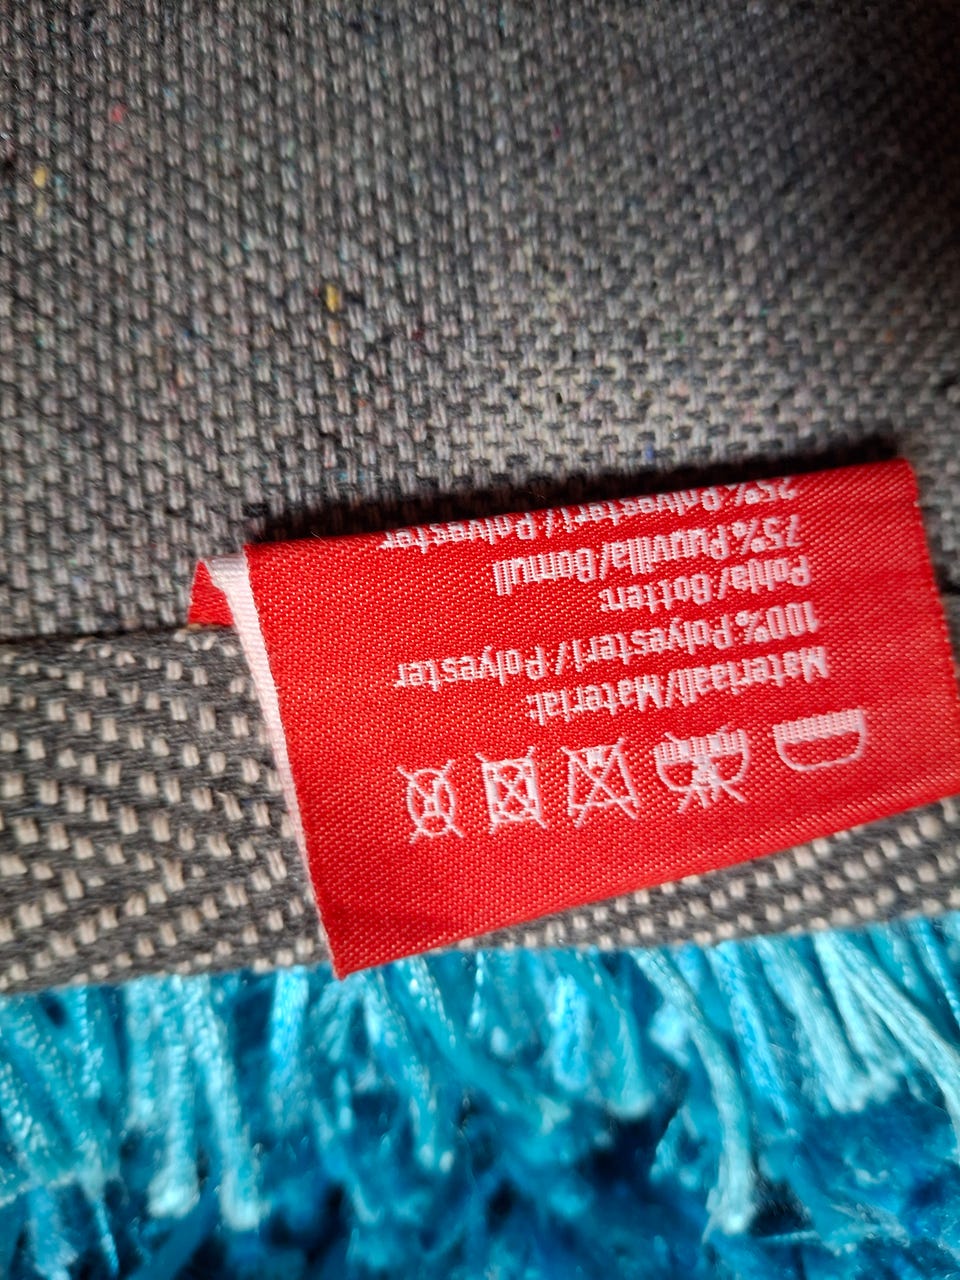 Materiaali/Material:
100% Polyesteri/Polyester
Pohja/Botten:
75% Puuvilla/Bomull
25% Polyesteri/Polyester